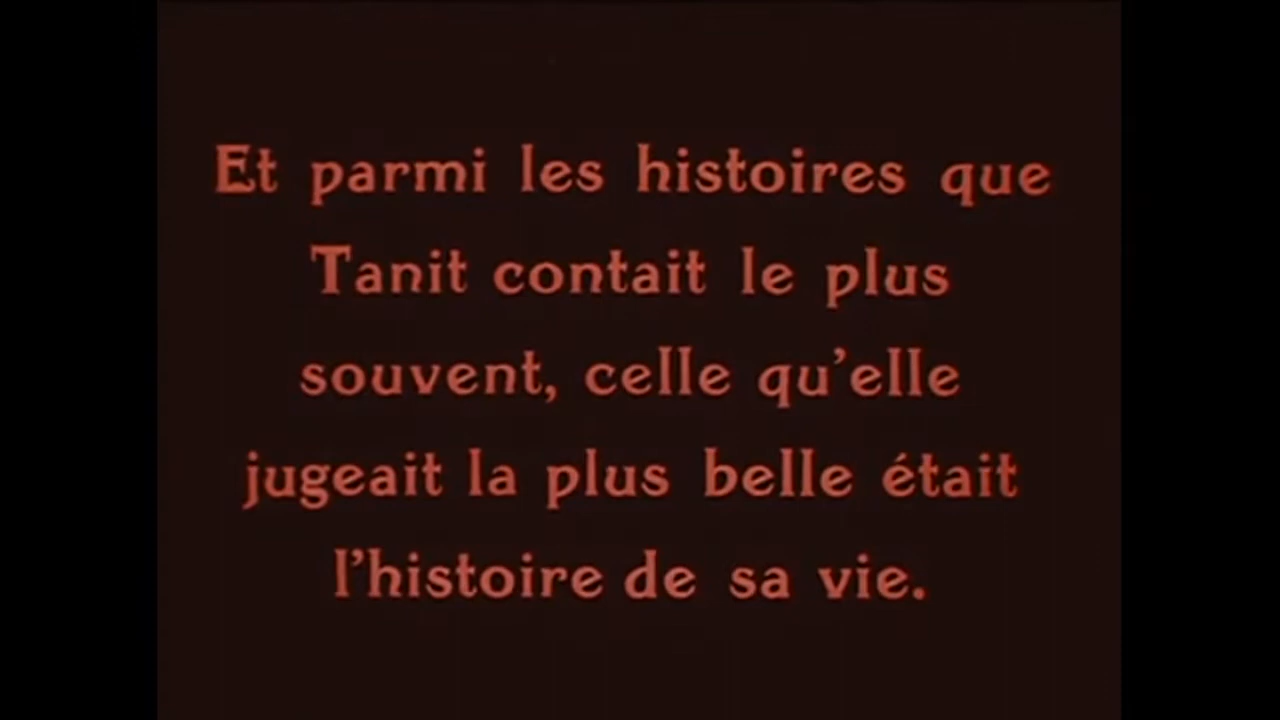 Et parmi les histoires que
Tanit contait le plus
souvent, celle qu'elle
jugeait la plus belle était
l'histoire de sa vie.